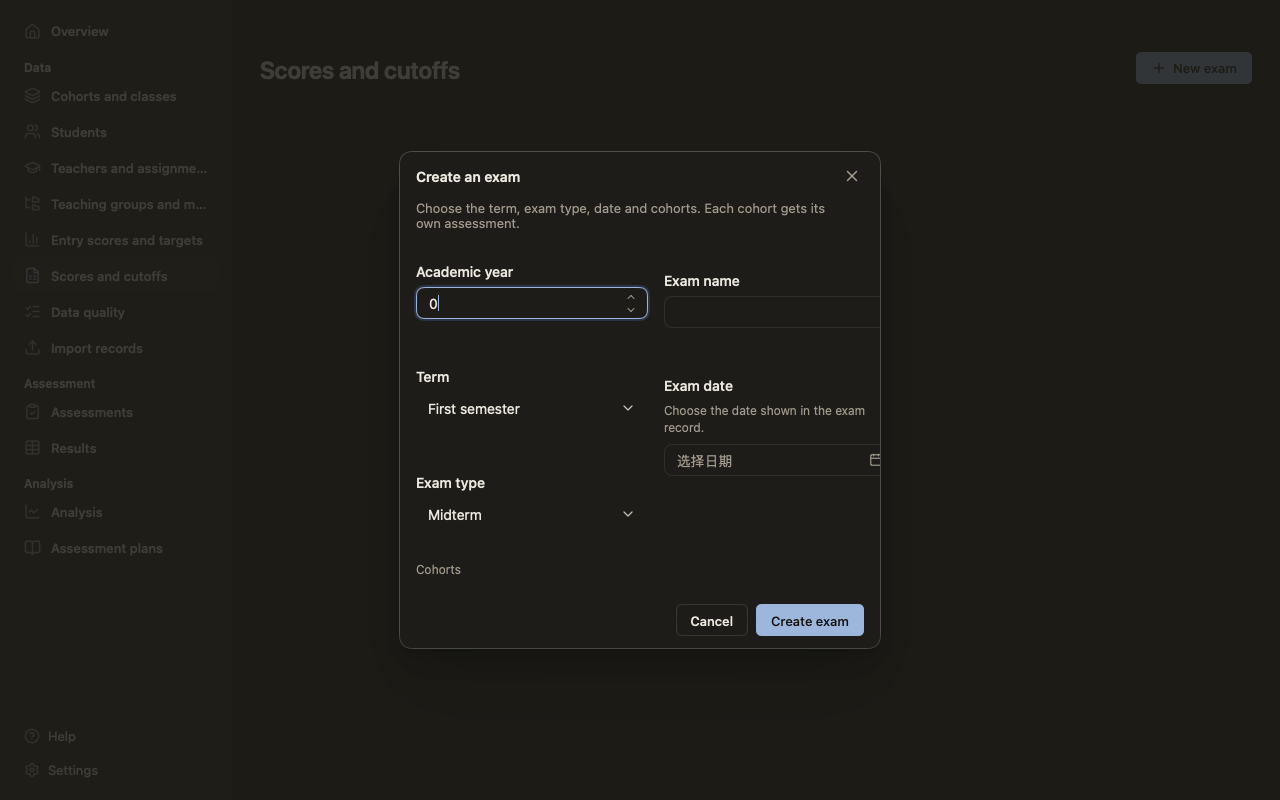 Overview
Data
Cohorts and classes
Students
Teachers and assignme...
Teaching groups and m...
Entry scores and targets
Scores and cutoffs
Data quality
Import records
Assessment
Assessments
Results
Analysis
Analysis
Assessment plans
Help
Settings
Scores and cutoffs
New exam
Create an exam
Choose the term, exam type, date and cohorts. Each cohort gets its
own assessment.
Academic year
0
Exam name
Term
First semester
Exam date
Choose the date shown in the exam
record.
选择日期
Exam type
Midterm
Cohorts
Cancel
Create exam